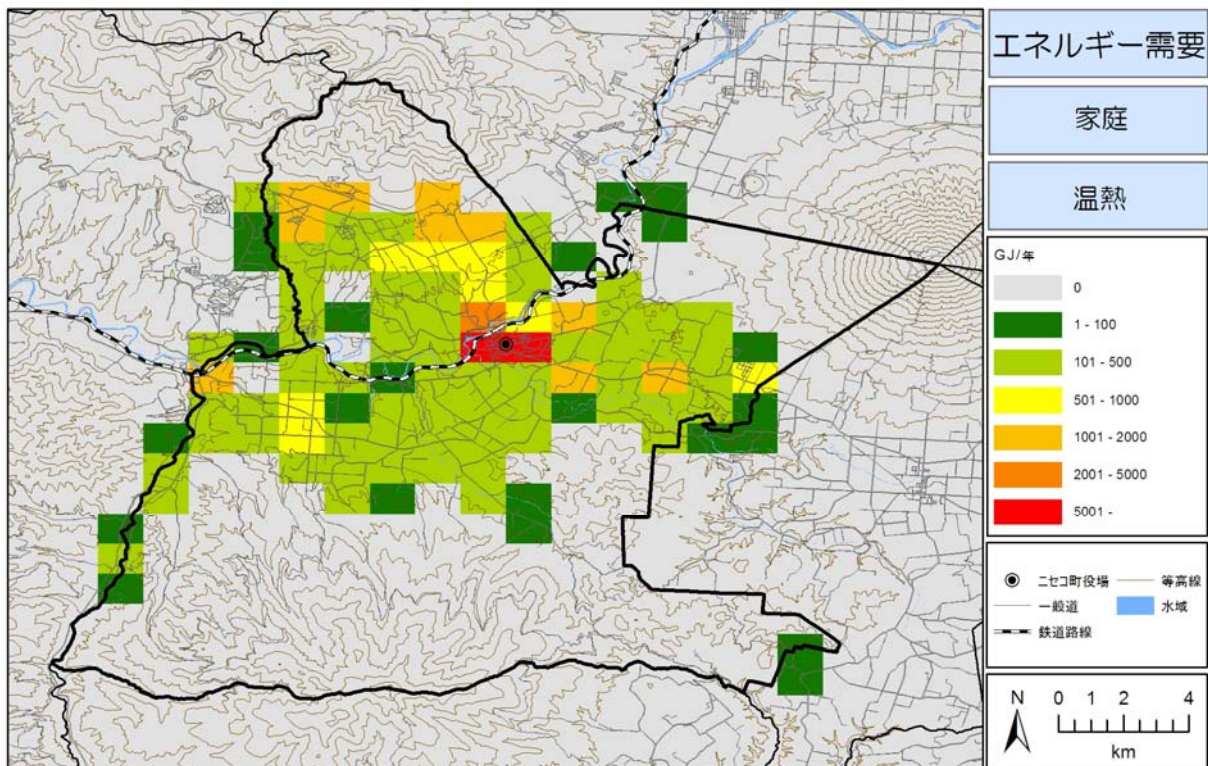 エネルギー需要
家庭
温熱
GJ/年
0
1 - 100
101 - 500
501 - 1000
1001 - 2000
2001 - 5000
5001 -
ニセコ町役場
等高線
一般道
水域
鉄道路線
N
0 1 2 4
km